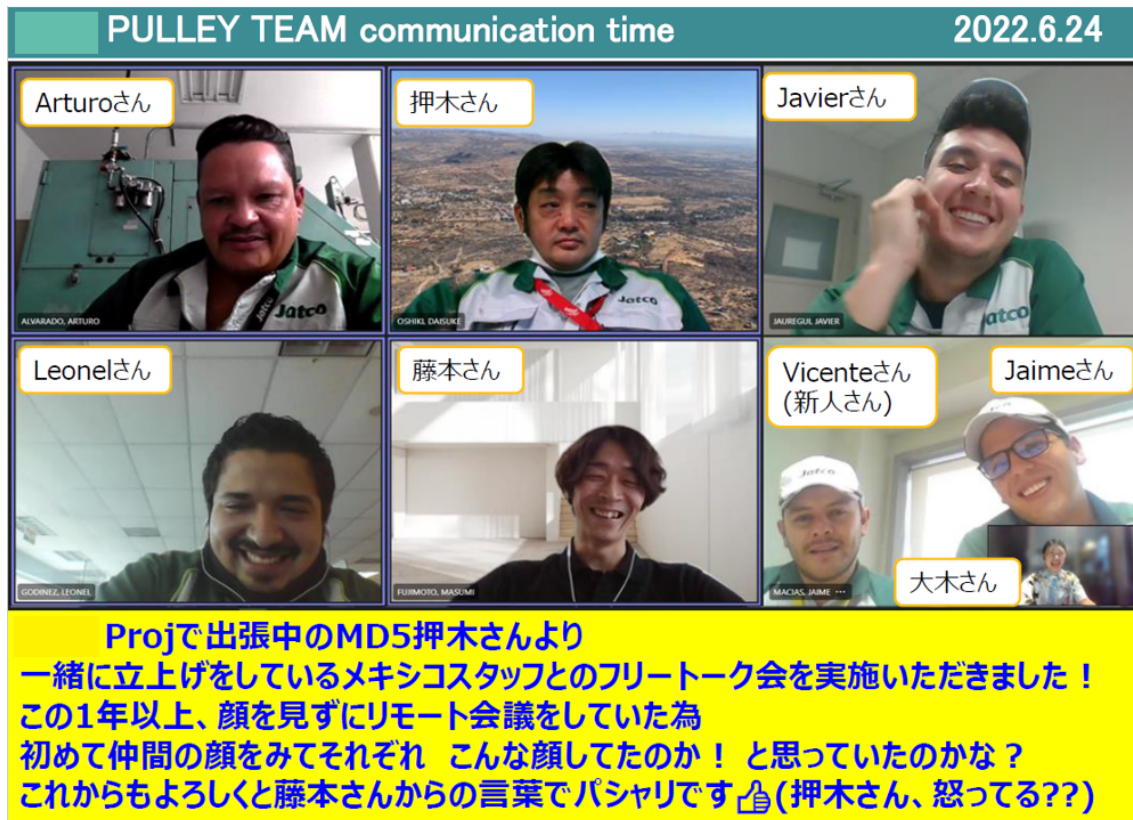 PULLEY TEAM communication time 2022.6.24
Arturoさん
押木さん
Javierさん
Jatco
Jatco
Jatco
Jatco
ALVARADO, ARTURO
OSHIKI, DAISUKE
JAUREGUI, JAVIER
Leonelさん
藤本さん
Vicenteさん
(新人さん)
Jaimeさん
Jatco
大木さん
GODINEZ, LEONEL
FUJIMOTO, MASUMI
MACIAS, JAIME ···
Projで出張中のMD5押木さんより
一緒に立上げをしているメキシコスタッフとのフリートーク会を実施いただきました！
この1年以上、顔を見ずにリモート会議をしていた為
初めて仲間の顔をみてそれぞれ こんな顔してたのか！ と思っていたのかな？
これからもよろしくと藤本さんからの言葉でパシャリです👍(押木さん、怒ってる??)